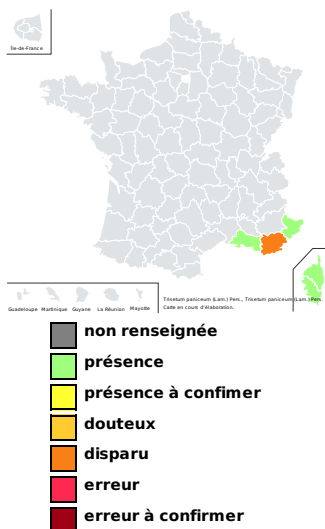 Île-de-France
Guadeloupe Martinique Guyane La Réunion Mayotte
Trisetum paniceum (Lam.) Pers., Trisetum paniceum (Lam.) Pers.
Carte en cours d'élaboration.
non renseignée
présence
présence à confimer
douteux
disparu
erreur
erreur à confirmer